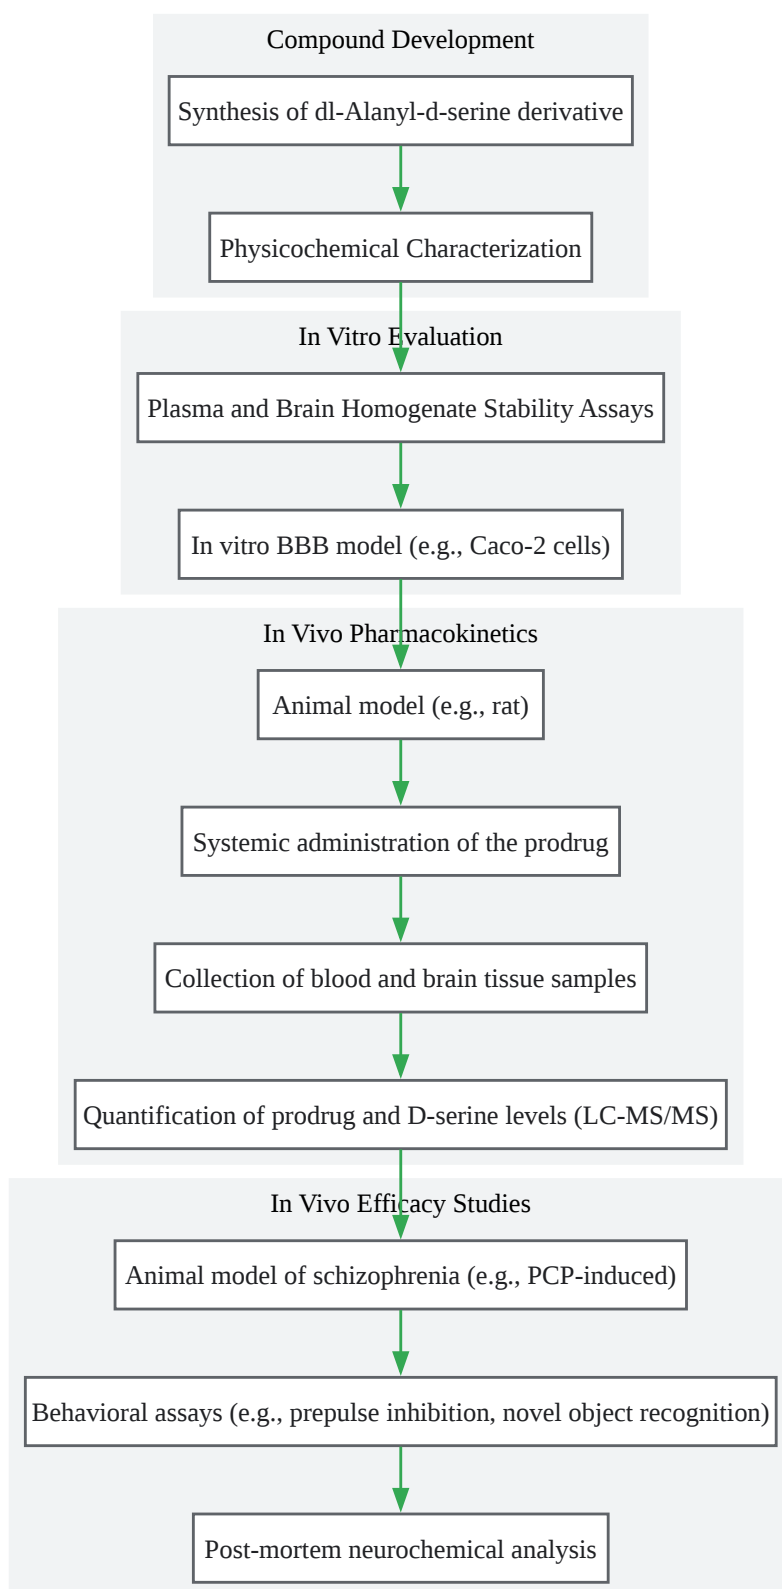 Compound Development
Synthesis of dl-Alanyl-d-serine derivative
Physicochemical Characterization
In Vitro Evaluation
Plasma and Brain Homogenate Stability Assays
In vitro BBB model (e.g., Caco-2 cells)
In Vivo Pharmacokinetics
Animal model (e.g., rat)
Systemic administration of the prodrug
Collection of blood and brain tissue samples
Quantification of prodrug and D-serine levels (LC-MS/MS)
In Vivo Efficacy Studies
Animal model of schizophrenia (e.g., PCP-induced)
Behavioral assays (e.g., prepulse inhibition, novel object recognition)
Post-mortem neurochemical analysis